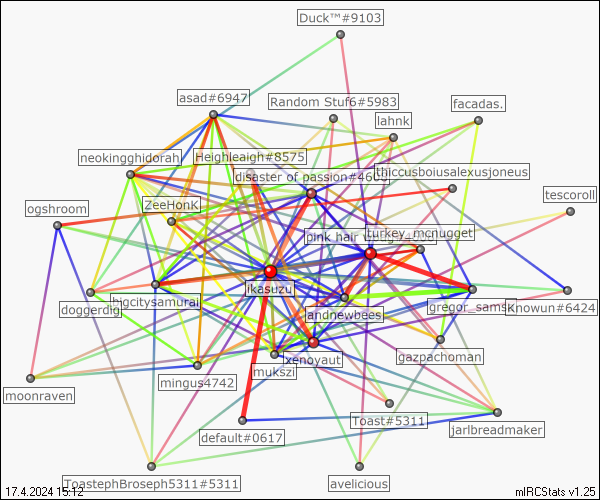 Duck™#9103
asad#6947
Random Stuf6#5983
facadas.
lahnk
neokingghidorah
Heighleaigh#8575
disaster of passion#46
thiccusboiusalexusjoneus
tescoroll
ogshroom
ZeeHonk
pink hair
turkey_mcnugget
ikasuzu
doggerdig
bigcitysamurai
andnewbees
gregor_samsa
Knowun#6424
xenoyaut
gazpachoman
mukszi
mingus4742
moonraven
Toast#5311
default#0617
jarlbreadmaker
ToastephBroseph5311#5311
avelicious
17.4.2024 15:12
mIRCStats v1.25